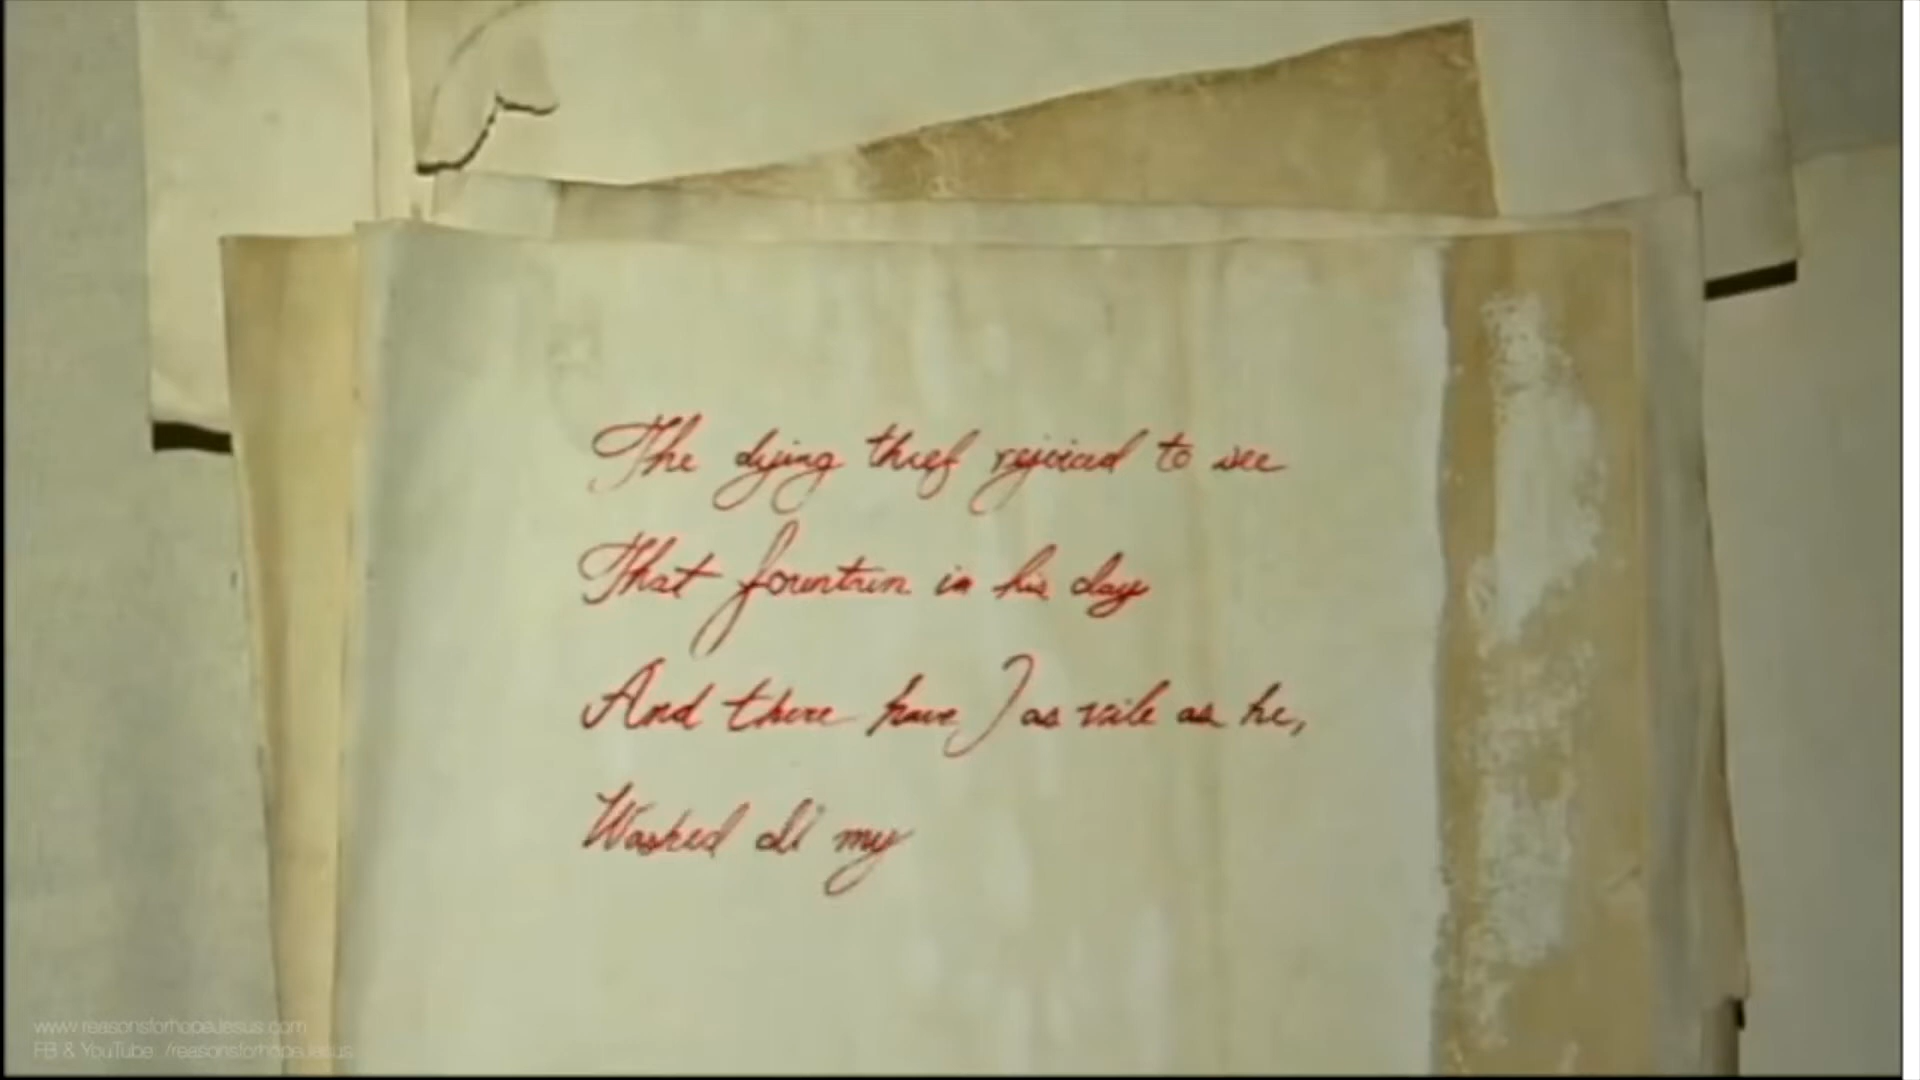 The dying thief rejoiced to see
That fountain in his day
And there have I as vile as he,
Washed all my
www.reasonsforhopeJesus.com
FB & YouTube: /reasonsforhopeJesus